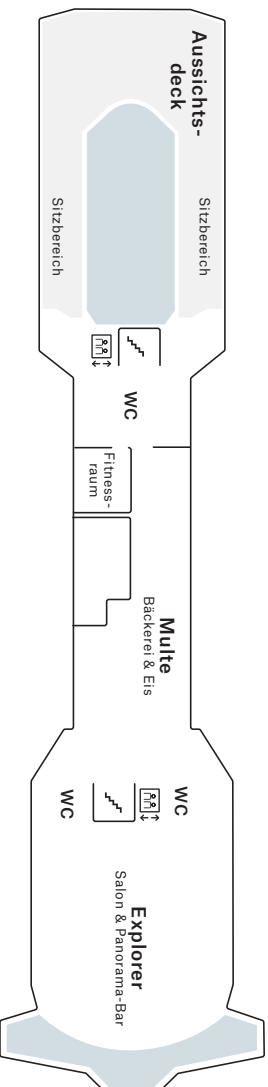 Aussichts-
deck
Sitzbereich
Sitzbereich
WC
Fitness-
raum
Multe
Bäckerei & Eis
WC
WC
Explorer
Salon & Panorama-Bar